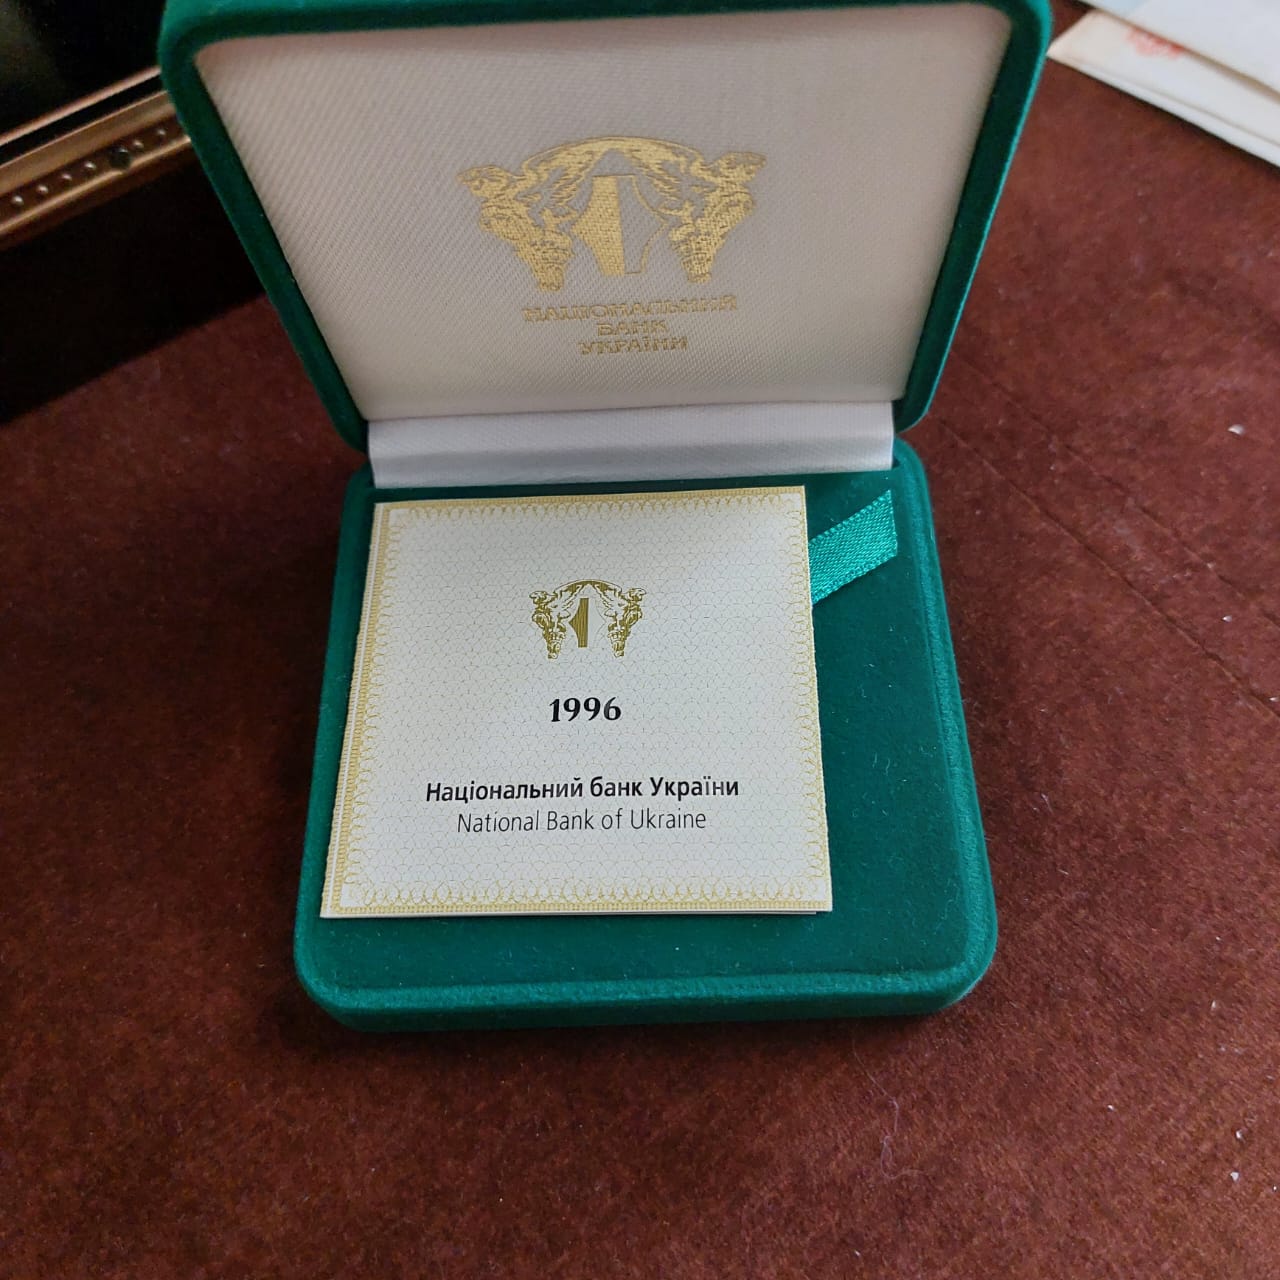 НАЦІОНАЛЬНИЙ
БАНК
УКРАЇНИ
1996
Національний банк України
National Bank of Ukraine